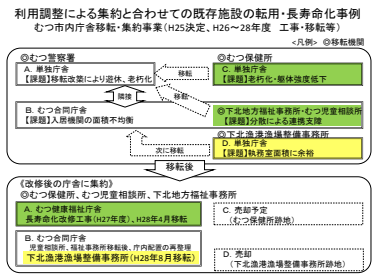 利用調整による集約と合わせての既存施設の転用・長寿命化事例
むつ市内庁舎移転・集約事業(H25決定、H26～28年度 工事・移転等)
<凡例> ◎移転機関
◎むつ警察署
A. 単独庁舎
【課題】移転改築により遊休、老朽化
隣接
B. むつ合同庁舎
【課題】入居機関の面積不均衡
◎むつ保健所
C. 単独庁舎
【課題】老朽化・躯体強度低下
移転
◎下北地方福祉事務所・むつ児童相談所
【課題】分散による連携支障
移転
◎下北漁港漁場整備事務所
D. 単独庁舎
【課題】執務室面積に余裕
次に移転
移転後
《改修後の庁舎に集約》
◎むつ保健所、むつ児童相談所、下北地方福祉事務所
A. むつ健康福祉庁舎
長寿命化改修工事(H27年度)、H28年4月移転
B. むつ合同庁舎
児童相談所、福祉事務所移転後、庁内配置の再整理
下北漁港漁場整備事務所(H28年8月移転)
C. 売却予定
(むつ保健所跡地)
D. 売却
(下北漁港漁場整備事務所跡地)